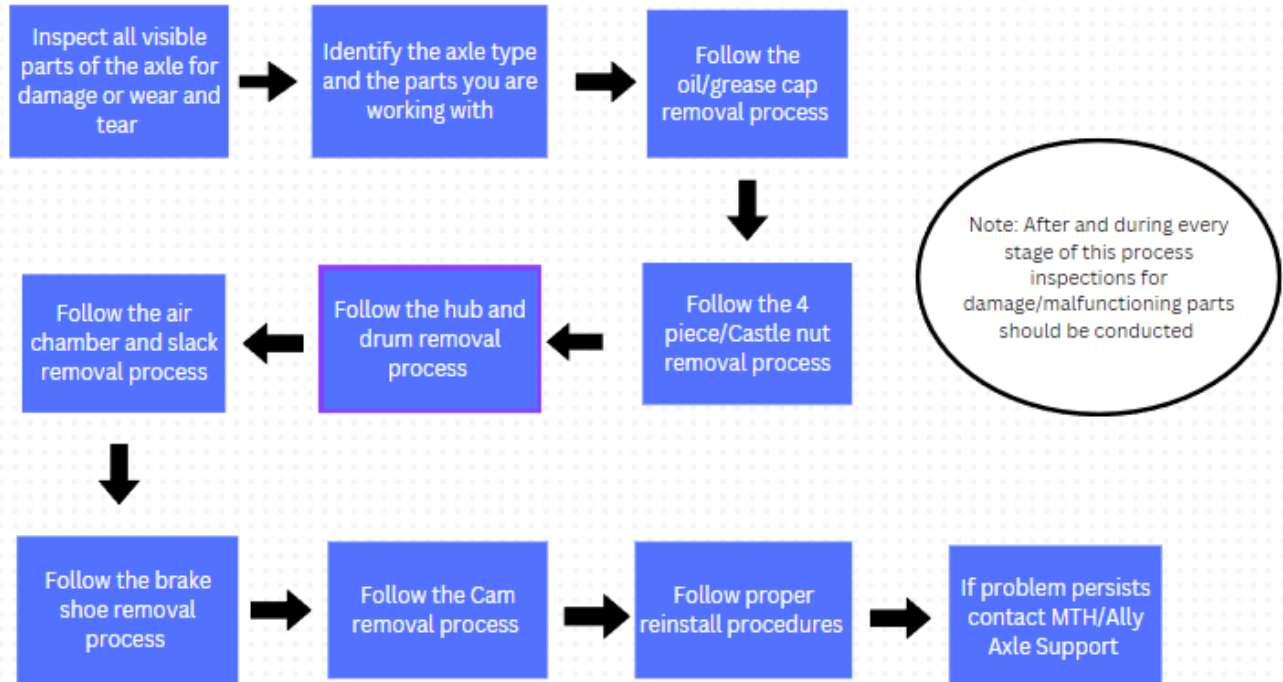 Inspect all visible
parts of the axle for
damage or wear and
tear
Identify the axle type
and the parts you are
working with
Follow the
oil/grease cap
removal process
Note: After and during every
stage of this process
inspections for
damage/malfunctioning parts
should be conducted
Follow the 4
piece/Castle nut
removal process
Follow the hub and
drum removal
process
Follow the air
chamber and slack
removal process
Follow the brake
shoe removal
process
Follow the Cam
removal process
Follow proper
reinstall procedures
If problem persists
contact MTH/Ally
Axle Support